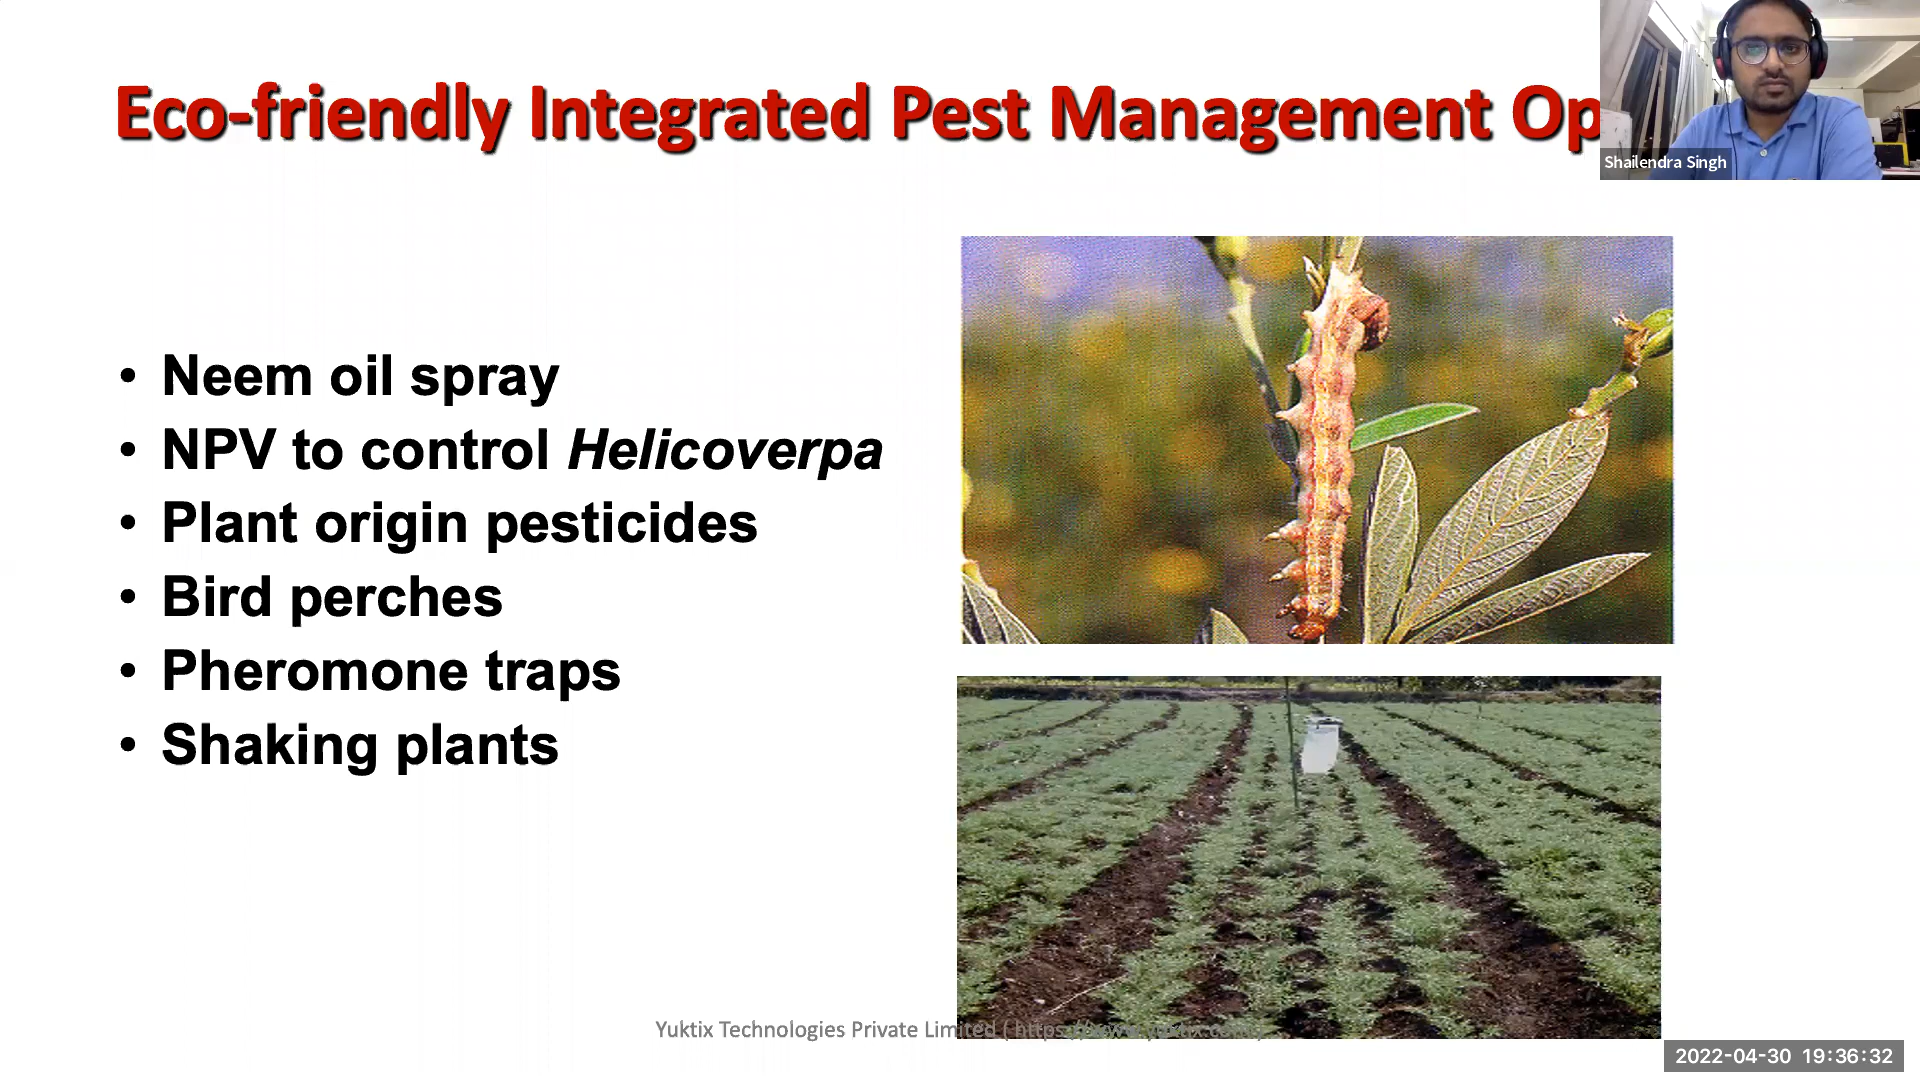 Eco-friendly Integrated Pest Management Op
Shailendra Singh
• Neem oil spray
• NPV to control Helicoverpa
• Plant origin pesticides
• Bird perches
• Pheromone traps
• Shaking plants
Yuktix Technologies Private Limited ( https://www.yuktix.com )
2022-04-30 19:36:32